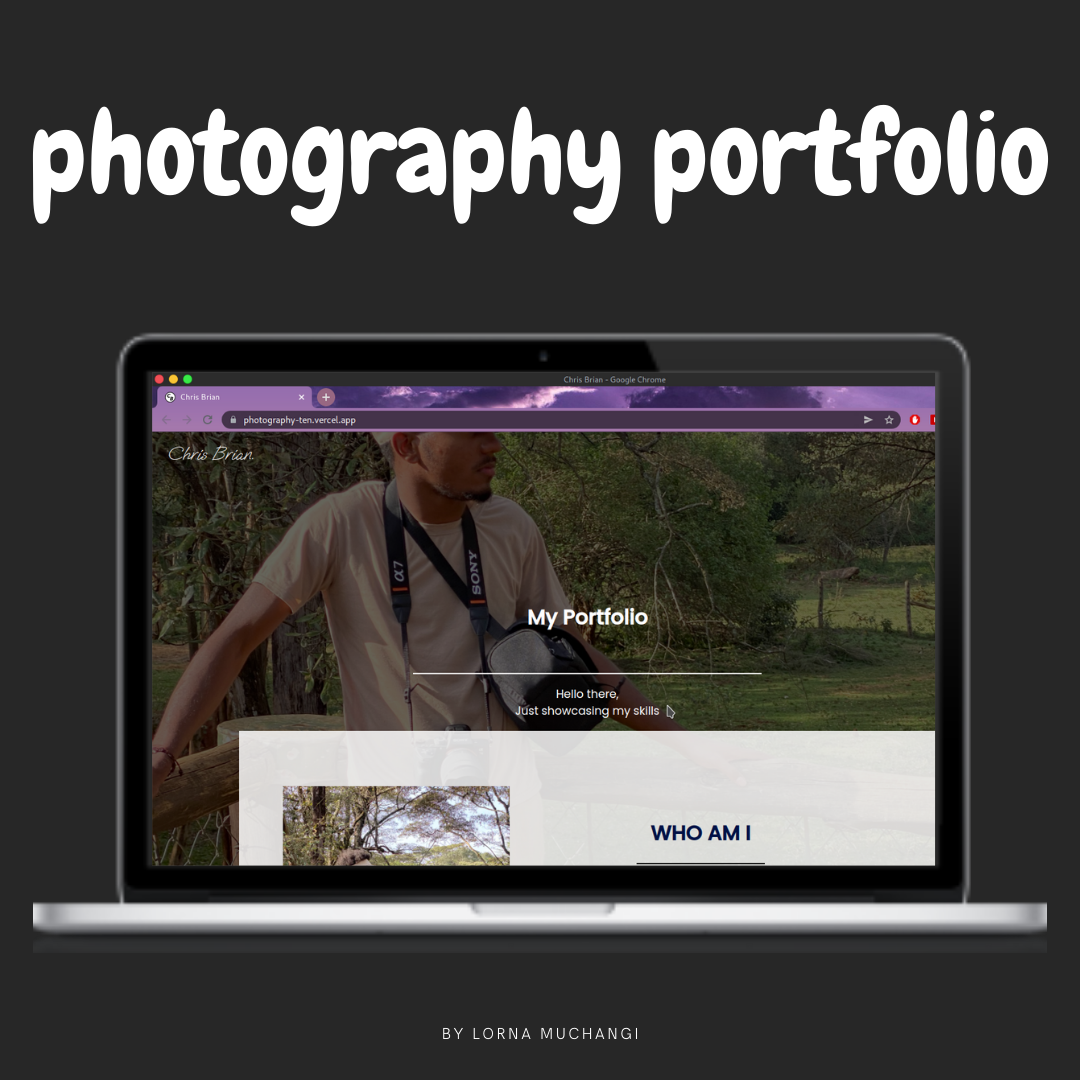 photography portfolio
Chris Brian - Google Chrome
Chris Brian
photography-ten.vercel.app
Chris Brian
α7
SONY
My Portfolio
Hello there,
Just showcasing my skills
WHO AM I
BY LORNA MUCHANGI